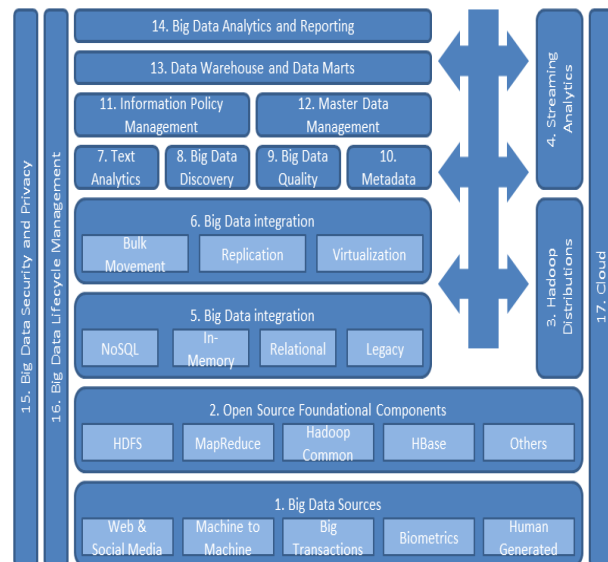 14. Big Data Analytics and Reporting
13. Data Warehouse and Data Marts
11. Information Policy
Management
12. Master Data
Management
7. Text
Analytics
8. Big Data
Discovery
9. Big Data
Quality
10.
Metadata
6. Big Data integration
Bulk
Movement
Replication
Virtualization
5. Big Data integration
NoSQL
In-
Memory
Relational
Legacy
2. Open Source Foundational Components
HDFS
MapReduce
Hadoop
Common
HBase
Others
1. Big Data Sources
Web &
Social Media
Machine to
Machine
Big
Transactions
Biometrics
Human
Generated
15. Big Data Security and Privacy
16. Big Data Lifecycle Management
4. Streaming
Analytics
3. Hadoop
Distributions
17. Cloud